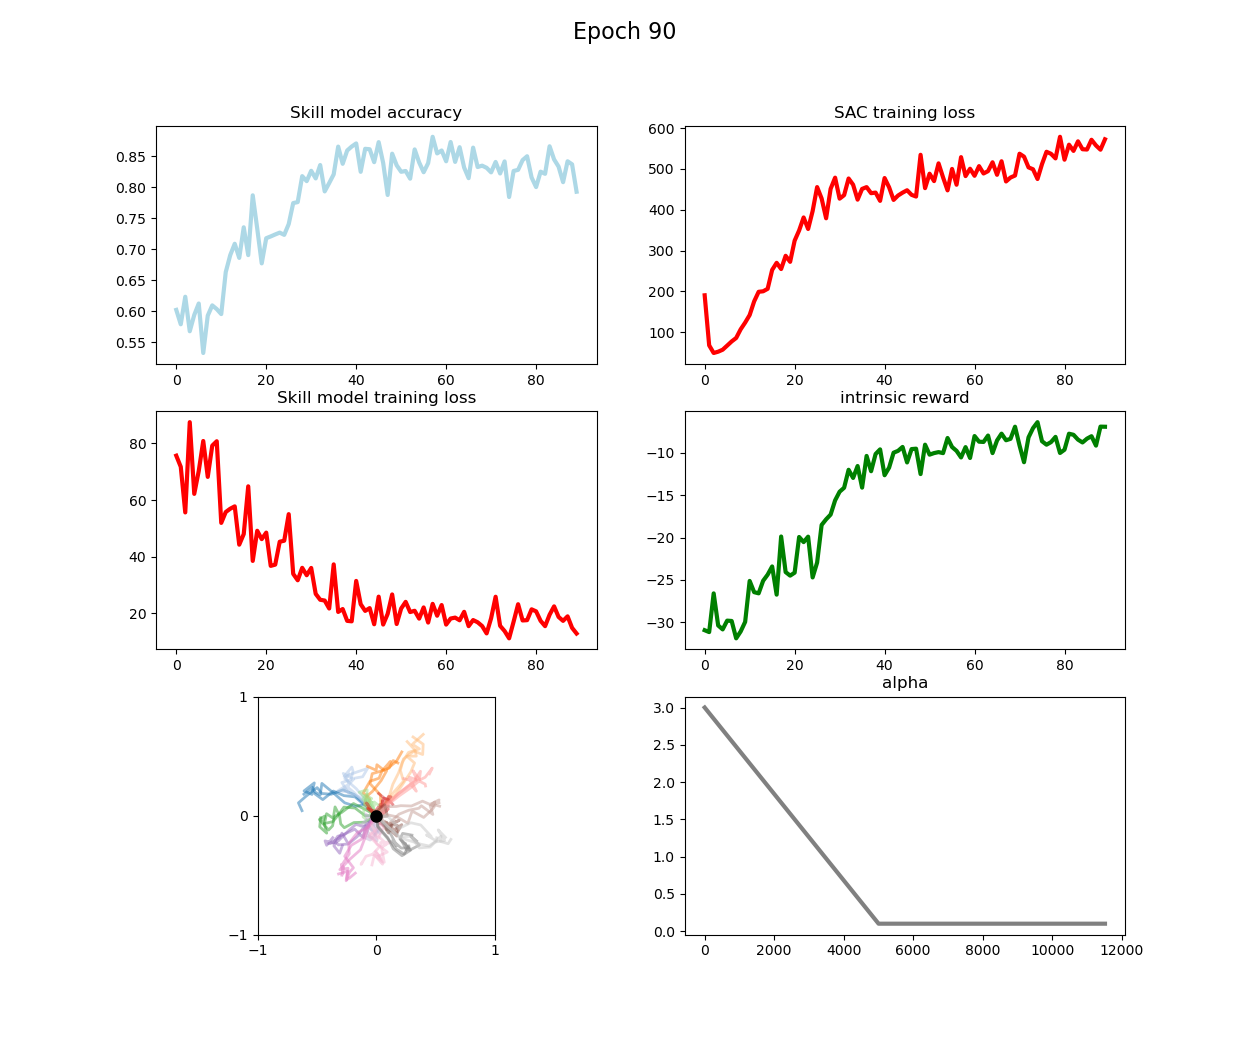 Epoch 90
Skill model accuracy
0.85
0.80
0.75
0.70
0.65
0.60
0.55
0 20 40 60 80
SAC training loss
600
500
400
300
200
100
0 20 40 60 80
Skill model training loss
80
60
40
20
0 20 40 60 80
intrinsic reward
−10
−15
−20
−25
−30
0 20 40 60 80
1
0
−1
−1 0 1
alpha
3.0
2.5
2.0
1.5
1.0
0.5
0.0
0 2000 4000 6000 8000 10000 12000